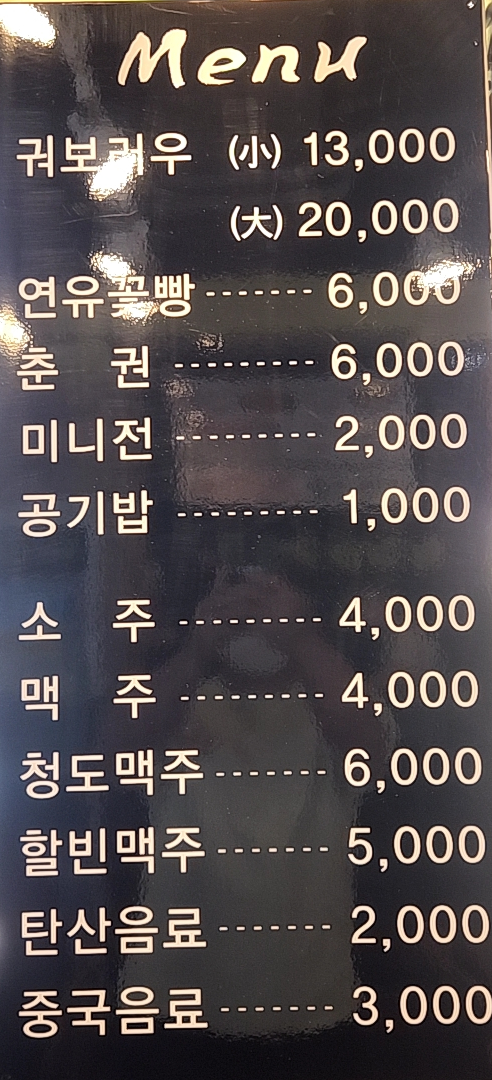 Menu
궈보러우 (小) 13,000
(大) 20,000
연유꽃빵 ------- 6,000
춘 권 --------- 6,000
미니전 --------- 2,000
공기밥 --------- 1,000
소 주 --------- 4,000
맥 주 --------- 4,000
청도맥주 ------- 6,000
할빈맥주 ------- 5,000
탄산음료 ------- 2,000
중국음료 ------- 3,000